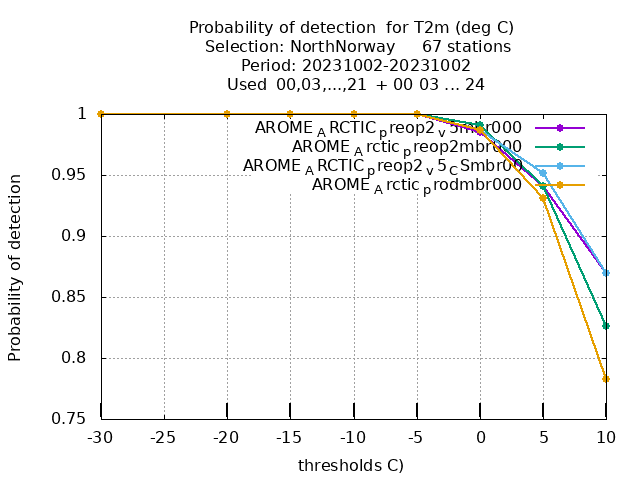 Probability of detection  for T2m (deg C)
Selection: NorthNorway     67 stations
Period: 20231002-20231002
Used  00,03,...,21  + 00 03 ... 24
AROME_ARCTIC_preop2_v5mbr000
AROME_Arctic_preop2mbr000
AROME_ARCTIC_preop2_v5_CSmbr000
AROME_Arctic_prodmbr000
1
0.95
0.9
0.85
0.8
0.75
Probability of detection
-30 -25 -20 -15 -10 -5 0 5 10
thresholds C)